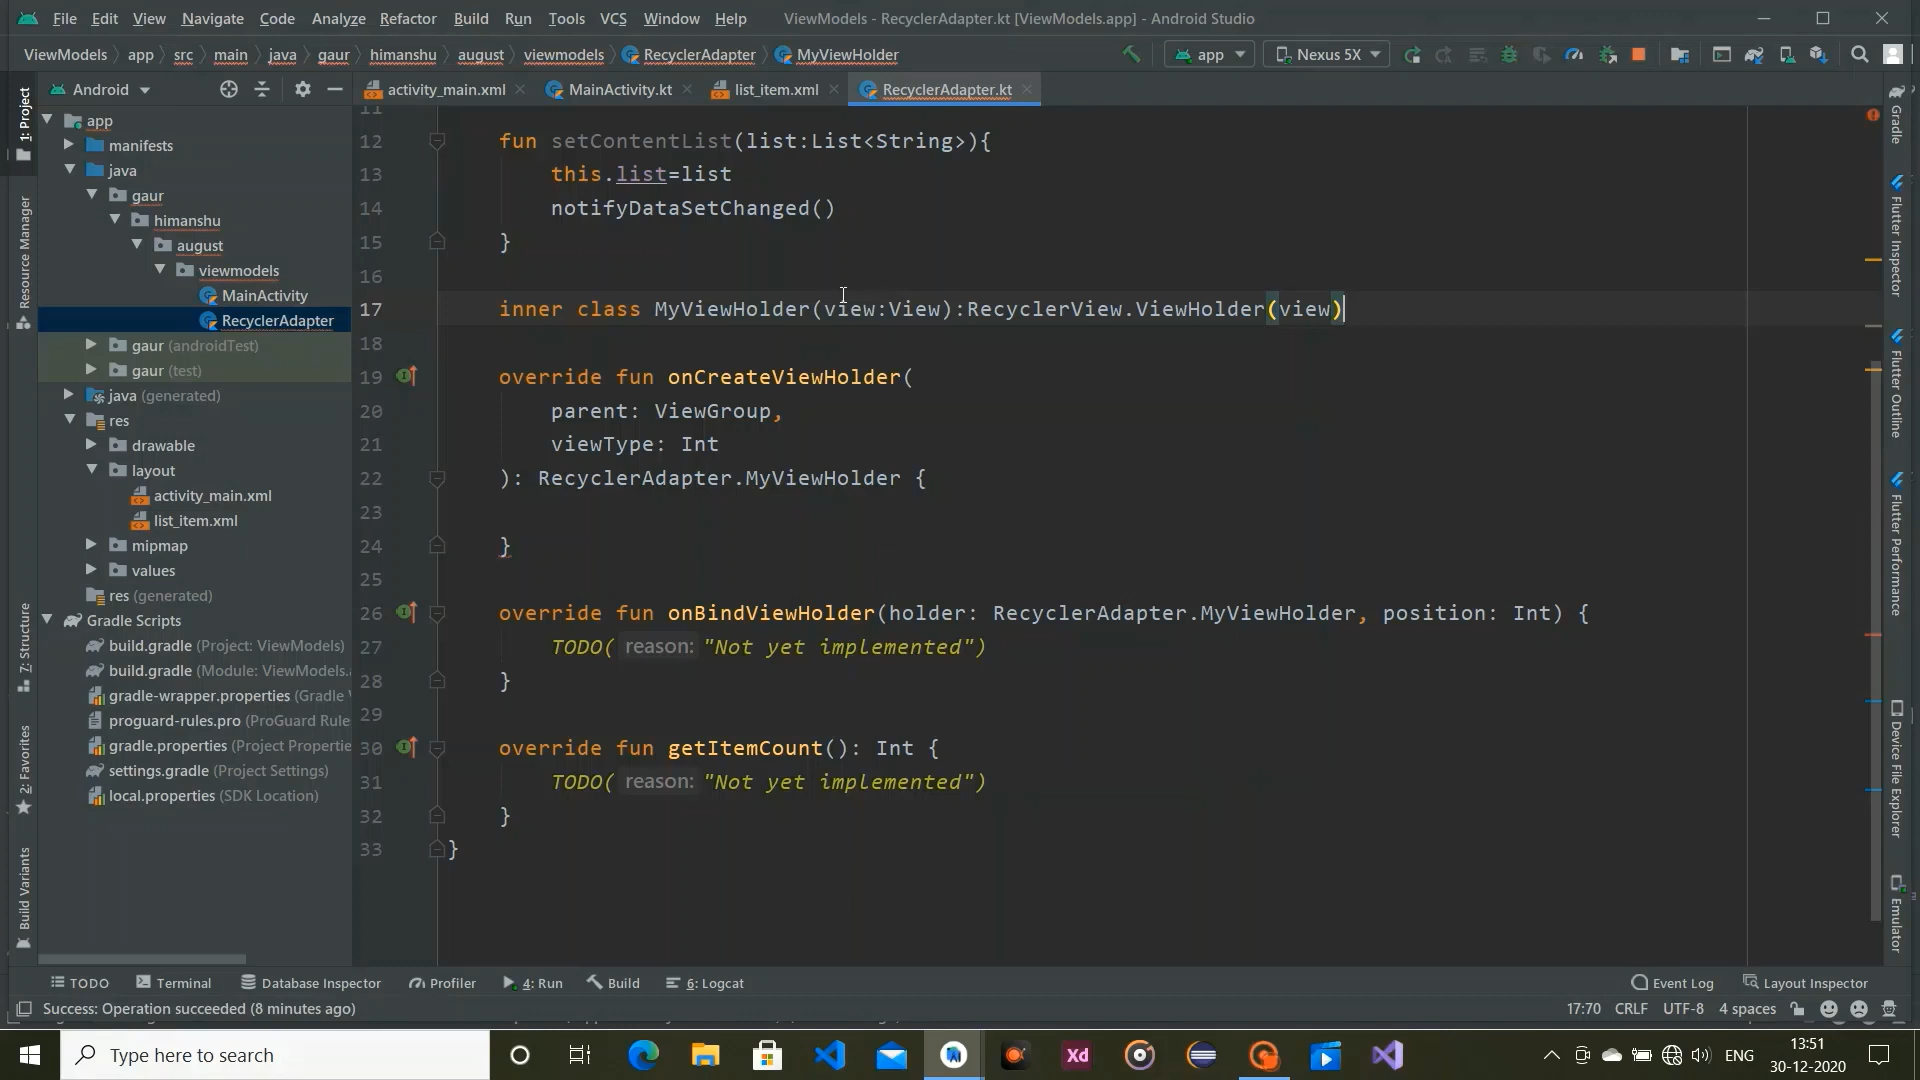 File Edit View Navigate Code Analyze Refactor Build Run Tools VCS Window Help ViewModels - RecyclerAdapter.kt [ViewModels.app] - Android Studio
ViewModels app src main java gaur himanshu august viewmodels RecyclerAdapter MyViewHolder app Nexus 5X
Android activity_main.xml MainActivity.kt list_item.xml RecyclerAdapter.kt
1: Project
Resource Manager
7: Structure
2: Favorites
Build Variants
app
manifests
java
gaur
himanshu
august
viewmodels
MainActivity
RecyclerAdapter
gaur (androidTest)
gaur (test)
java (generated)
res
drawable
layout
activity_main.xml
list_item.xml
mipmap
values
res (generated)
Gradle Scripts
build.gradle (Project: ViewModels)
build.gradle (Module: ViewModels.
gradle-wrapper.properties (Gradle
proguard-rules.pro (ProGuard Rule
gradle.properties (Project Propertie
settings.gradle (Project Settings)
local.properties (SDK Location)
11
12 fun setContentList(list:List<String>){
13 this.list=list
14 notifyDataSetChanged()
15 }
16
17 inner class MyViewHolder(view:View):RecyclerView.ViewHolder(view)
18
19 override fun onCreateViewHolder(
20 parent: ViewGroup,
21 viewType: Int
22 ): RecyclerAdapter.MyViewHolder {
23
24 }
25
26 override fun onBindViewHolder(holder: RecyclerAdapter.MyViewHolder, position: Int) {
27 TODO( reason: "Not yet implemented")
28 }
29
30 override fun getItemCount(): Int {
31 TODO( reason: "Not yet implemented")
32 }
33 }
Gradle
Flutter Inspector
Flutter Outline
Flutter Performance
Device File Explorer
Emulator
TODO Terminal Database Inspector Profiler 4: Run Build 6: Logcat Event Log Layout Inspector
Success: Operation succeeded (8 minutes ago) 17:70 CRLF UTF-8 4 spaces
Type here to search Xd ENG 13:51
30-12-2020